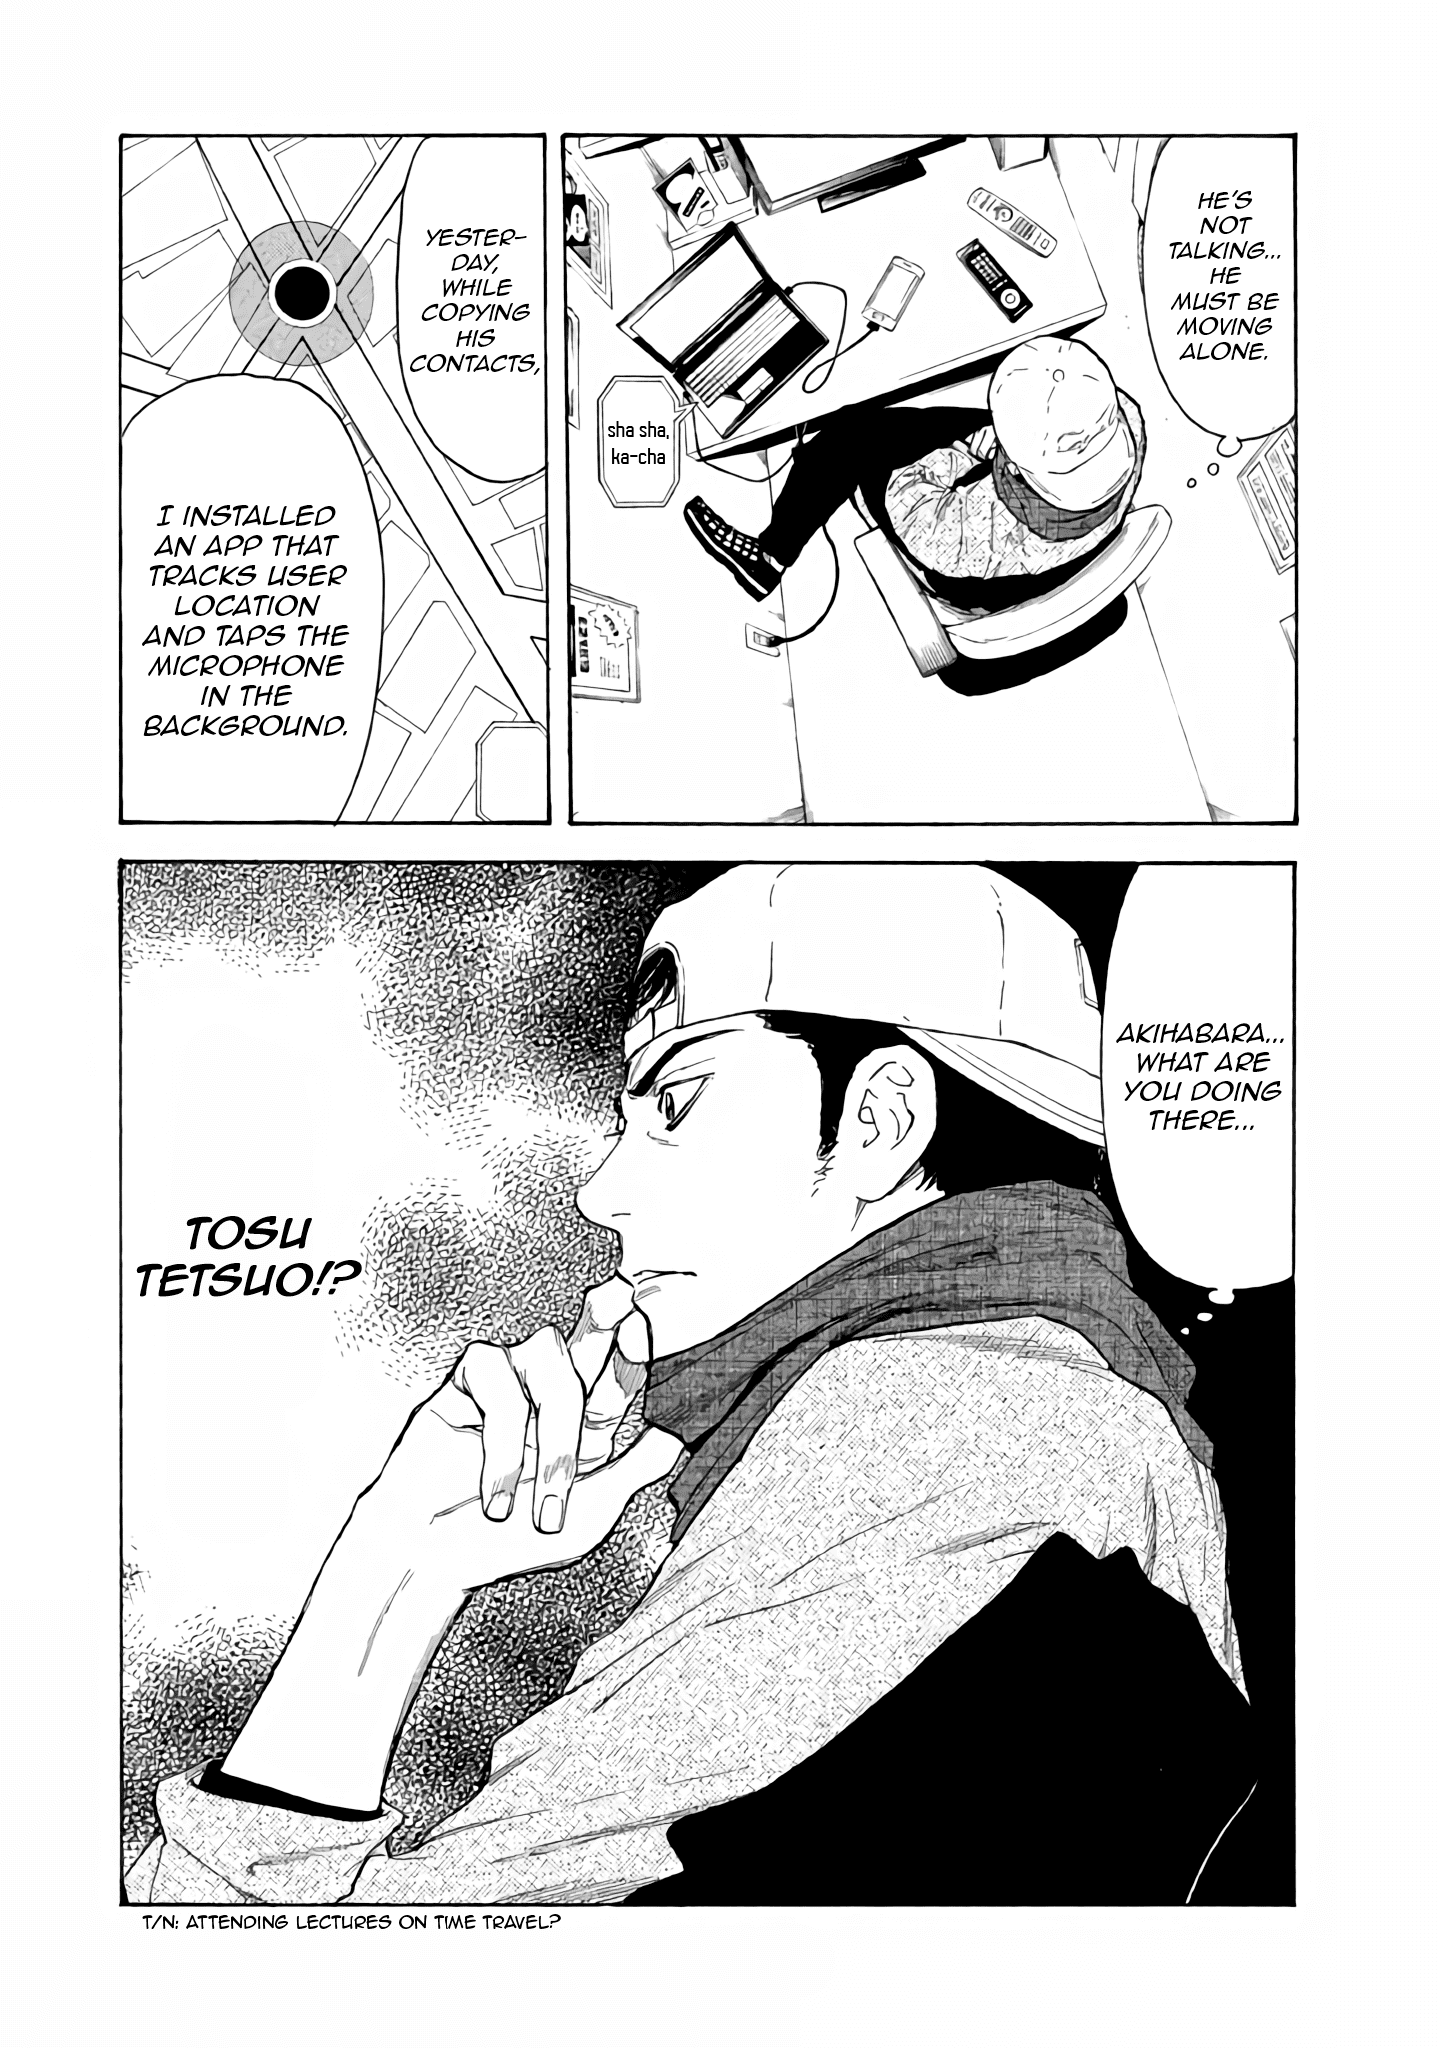 HE'S
NOT
TALKING...
HE
MUST BE
MOVING
ALONE.
sha sha,
ka-cha
YESTER-
DAY,
WHILE
COPYING
HIS
CONTACTS,
I INSTALLED
AN APP THAT
TRACKS USER
LOCATION
AND TAPS THE
MICROPHONE
IN THE
BACKGROUND.
AKIHABARA...
WHAT ARE
YOU DOING
THERE...
TOSU
TETSUO!?
T/N: ATTENDING LECTURES ON TIME TRAVEL?